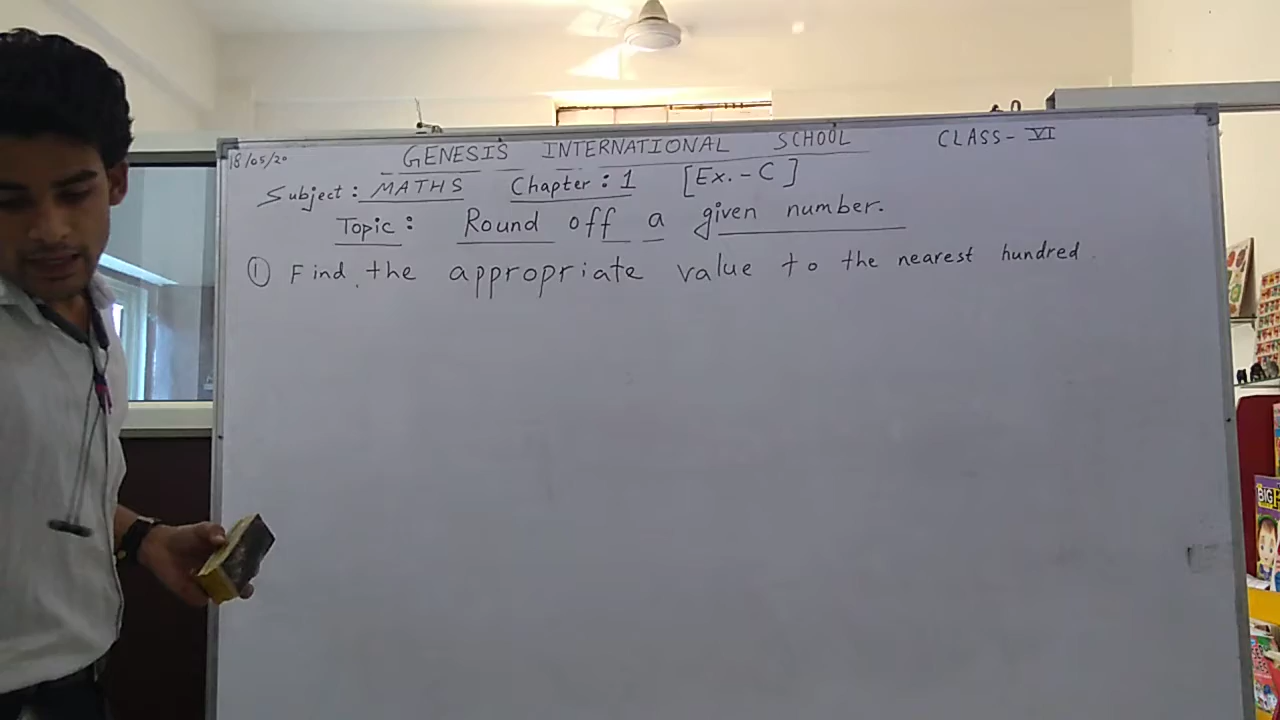 18/05/20 GENESIS INTERNATIONAL SCHOOL CLASS-VI
Subject: MATHS Chapter: 1 [Ex.-C]
Topic: Round off a given number.
① Find the appropriate value to the nearest hundred
BIG